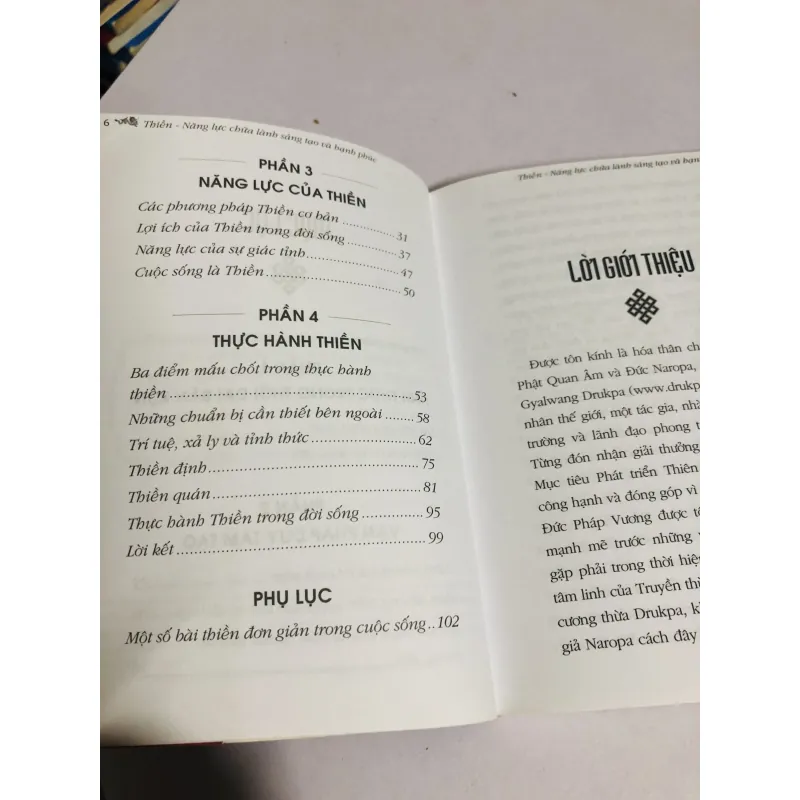 6 Thiền - Năng lực chữa lành sáng tạo và hạnh phúc
PHẦN 3
NĂNG LỰC CỦA THIỀN
Các phương pháp Thiền cơ bản ........ 31
Lợi ích của Thiền trong đời sống ........ 37
Năng lực của sự giác tỉnh ........ 47
Cuộc sống là Thiền ........ 50
PHẦN 4
THỰC HÀNH THIỀN
Ba điểm mấu chốt trong thực hành
thiền ........ 53
Những chuẩn bị cần thiết bên ngoài ........ 58
Trí tuệ, xả ly và tỉnh thức ........ 62
Thiền định ........ 75
Thiền quán ........ 81
Thực hành Thiền trong đời sống ........ 95
Lời kết ........ 99
PHỤ LỤC
Một số bài thiền đơn giản trong cuộc sống..102
Thiền - Năng lực chữa lành sáng tạo và hạn
LỜI GIỚI THIỆU
Được tôn kính là hóa thân ch
Phật Quan Âm và Đức Naropa,
Gyalwang Drukpa (www.drukp
nhân thế giới, một tác gia, nhà
trường và lãnh đạo phong t
Từng đón nhận giải thưởng
Mục tiêu Phát triển Thiên
công hạnh và đóng góp vì
Đức Pháp Vương được tô
mạnh mẽ trước những
gặp phải trong thời hiệ
tâm linh của Truyền thừ
cương thừa Drukpa, k
giả Naropa cách đây